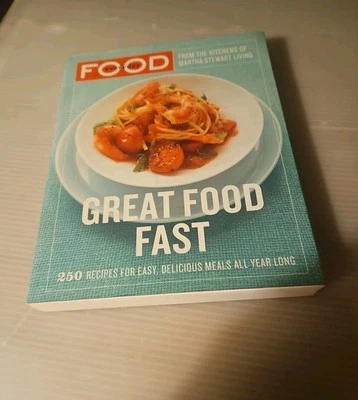 FOOD
FROM THE KITCHENS OF
MARTHA STEWART LIVING
GREAT FOOD
FAST
250 RECIPES FOR EASY, DELICIOUS MEALS ALL YEAR LONG